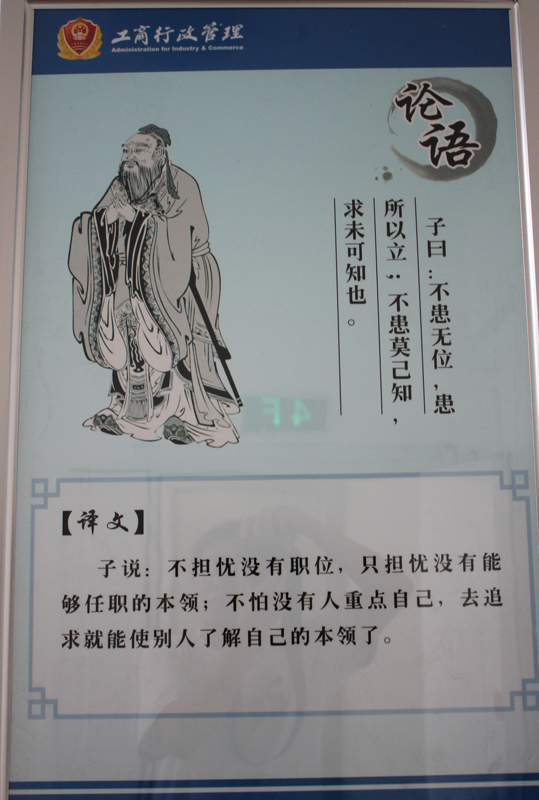 工商行政管理
Administration for Industry & Commerce
论语
子曰：不患无位，患
所以立；不患莫己知，
求未可知也。
【译文】
子说：不担忧没有职位，只担忧没有能
够任职的本领；不怕没有人重点自己，去追
求就能使别人了解自己的本领了。
4F